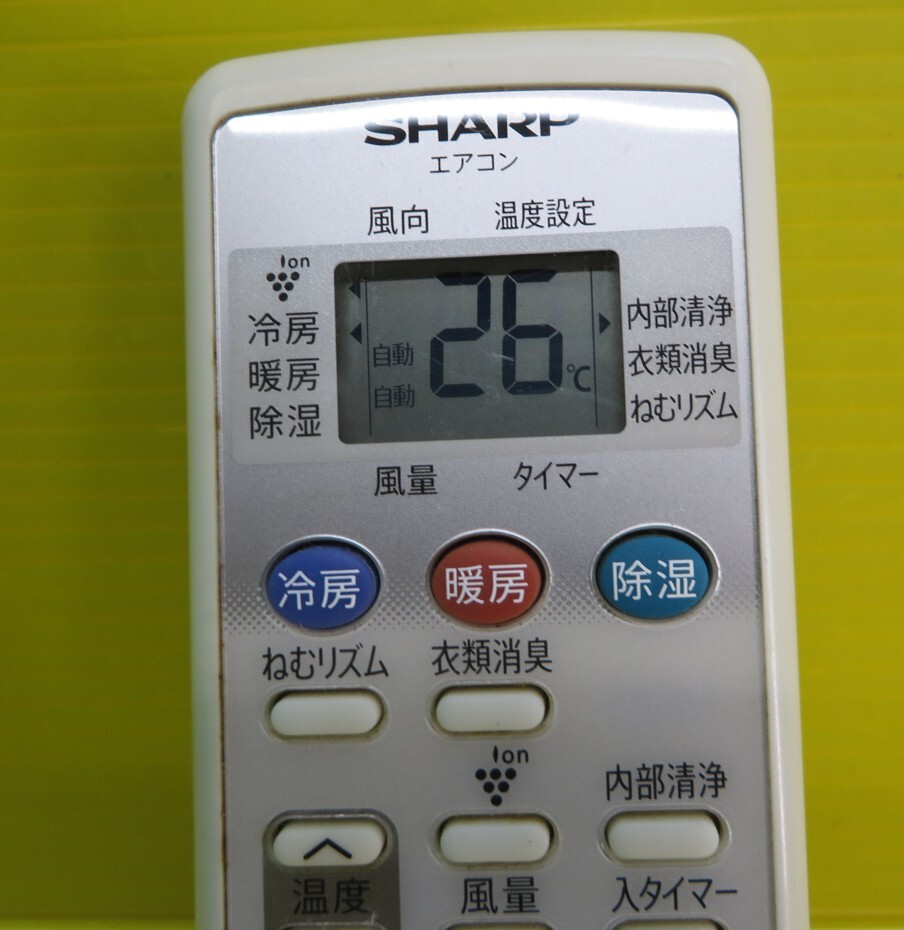 SHARP
エアコン
風向 温度設定
Ion
冷房
暖房
除湿
26℃
自動
自動
内部清浄
衣類消臭
ねむリズム
風量 タイマー
冷房 暖房 除湿
ねむリズム 衣類消臭
Ion
内部清浄
温度 風量 入タイマー